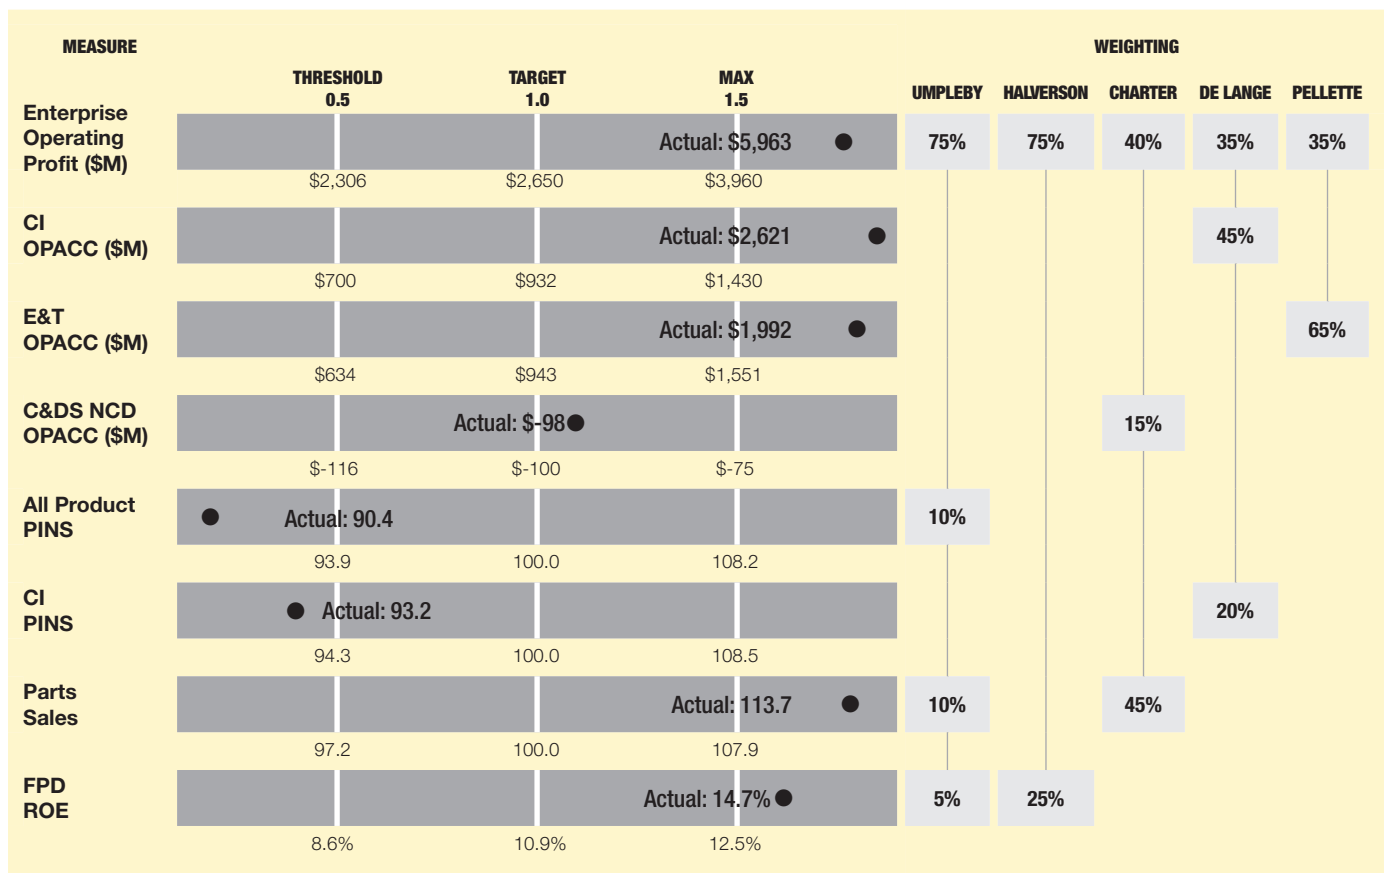 MEASURE
WEIGHTING
THRESHOLD TARGET MAX
0.5 1.0 1.5
UMPLEBY HALVERSON CHARTER DE LANGE PELLETTE
Enterprise
Operating
Profit ($M)
Actual: $5,963
75% 75% 40% 35% 35%
$2,306 $2,650 $3,960
CI
OPACC ($M)
Actual: $2,621
45%
$700 $932 $1,430
E&T
OPACC ($M)
Actual: $1,992
65%
$634 $943 $1,551
C&DS NCD
OPACC ($M)
Actual: $-98
15%
$-116 $-100 $-75
All Product
PINS
Actual: 90.4
10%
93.9 100.0 108.2
CI
PINS
Actual: 93.2
20%
94.3 100.0 108.5
Parts
Sales
Actual: 113.7
10% 45%
97.2 100.0 107.9
FPD
ROE
Actual: 14.7%
5% 25%
8.6% 10.9% 12.5%